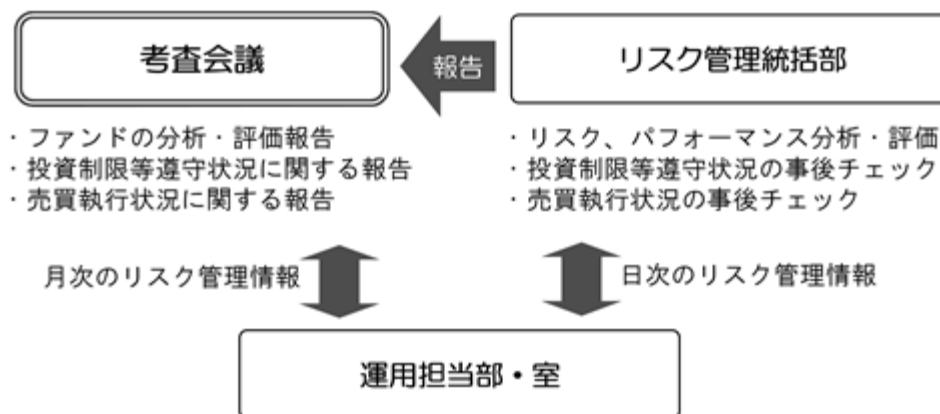 考査会議
報告
リスク管理統括部
・ファンドの分析・評価報告
・投資制限等遵守状況に関する報告
・売買執行状況に関する報告
・リスク、パフォーマンス分析・評価
・投資制限等遵守状況の事後チェック
・売買執行状況の事後チェック
月次のリスク管理情報
日次のリスク管理情報
運用担当部・室